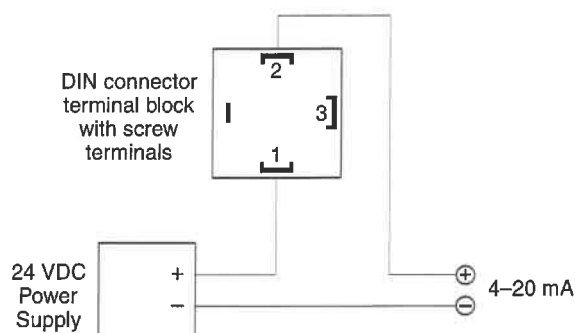 DIN connector
terminal block
with screw
terminals
2
3
1
24 VDC
Power
Supply
+
−
+
−
4–20 mA